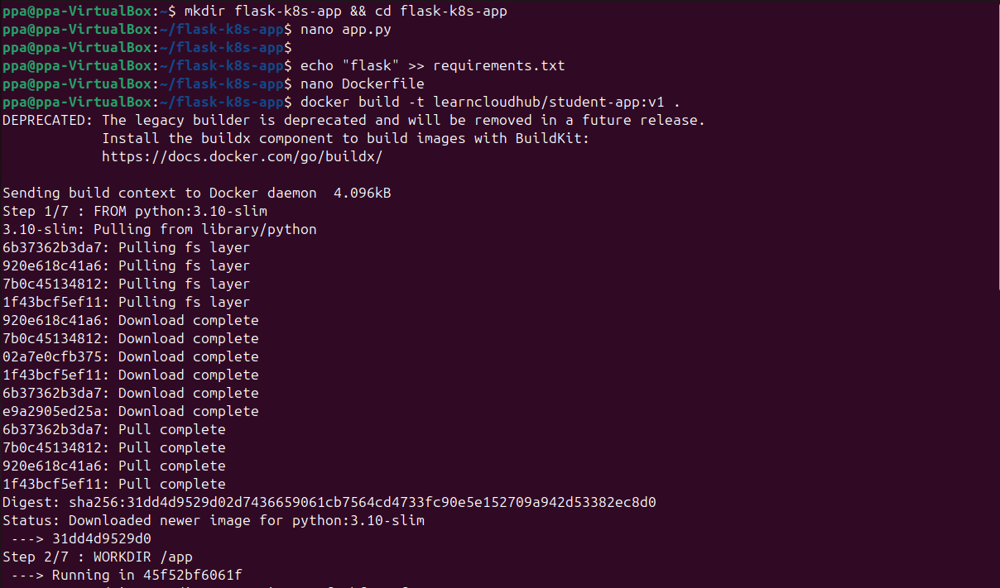 ppa@ppa-VirtualBox:~$ mkdir flask-k8s-app && cd flask-k8s-app
ppa@ppa-VirtualBox:~/flask-k8s-app$ nano app.py
ppa@ppa-VirtualBox:~/flask-k8s-app$
ppa@ppa-VirtualBox:~/flask-k8s-app$ echo "flask" >> requirements.txt
ppa@ppa-VirtualBox:~/flask-k8s-app$ nano Dockerfile
ppa@ppa-VirtualBox:~/flask-k8s-app$ docker build -t learncloudhub/student-app:v1 .
DEPRECATED: The legacy builder is deprecated and will be removed in a future release.
            Install the buildx component to build images with BuildKit:
            https://docs.docker.com/go/buildx/

Sending build context to Docker daemon  4.096kB
Step 1/7 : FROM python:3.10-slim
3.10-slim: Pulling from library/python
6b37362b3da7: Pulling fs layer
920e618c41a6: Pulling fs layer
7b0c45134812: Pulling fs layer
1f43bcf5ef11: Pulling fs layer
920e618c41a6: Download complete
7b0c45134812: Download complete
02a7e0cfb375: Download complete
1f43bcf5ef11: Download complete
6b37362b3da7: Download complete
e9a2905ed25a: Download complete
6b37362b3da7: Pull complete
7b0c45134812: Pull complete
920e618c41a6: Pull complete
1f43bcf5ef11: Pull complete
Digest: sha256:31dd4d9529d02d7436659061cb7564cd4733fc90e5e152709a942d53382ec8d0
Status: Downloaded newer image for python:3.10-slim
 ---> 31dd4d9529d0
Step 2/7 : WORKDIR /app
 ---> Running in 45f52bf6061f